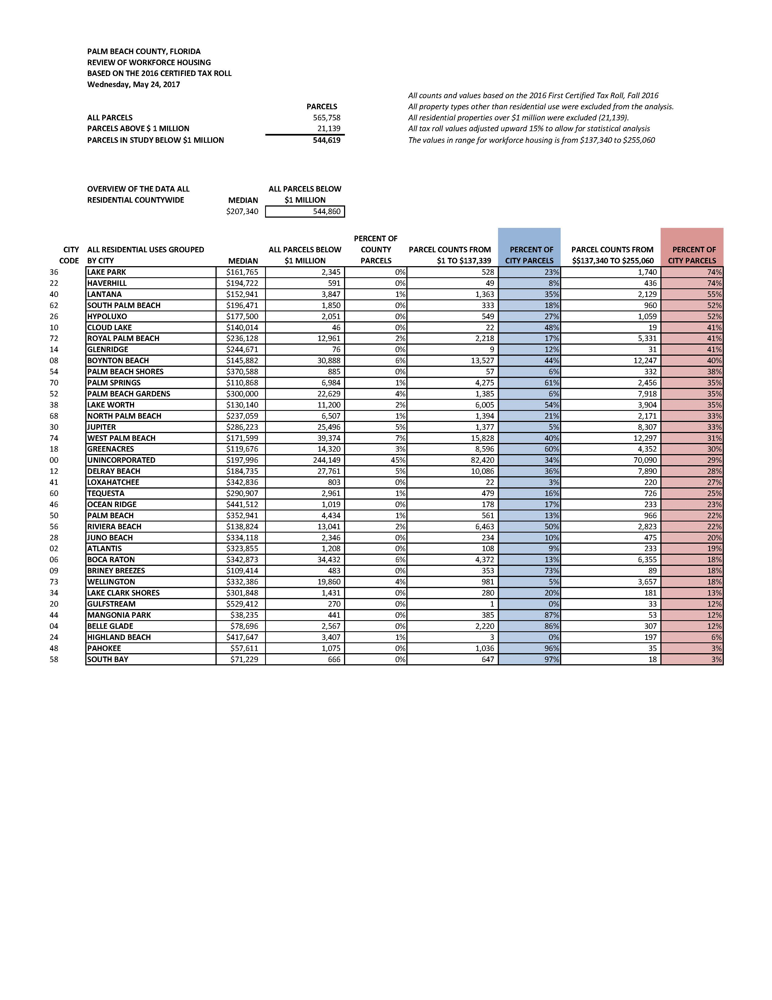 PALM BEACH COUNTY, FLORIDA
REVIEW OF WORKFORCE HOUSING
BASED ON THE 2016 CERTIFIED TAX ROLL
Wednesday, May 24, 2017
All counts and values based on the 2016 First Certified Tax Roll, Fall 2016
PARCELS All property types other than residential use were excluded from the analysis.
ALL PARCELS 565,758 All residential properties over $1 million were excluded (21,139).
PARCELS ABOVE $ 1 MILLION 21,139 All tax roll values adjusted upward 15% to allow for statistical analysis
PARCELS IN STUDY BELOW $1 MILLION 544,619 The values in range for workforce housing is from $137,340 to $255,060
OVERVIEW OF THE DATA ALL ALL PARCELS BELOW
RESIDENTIAL COUNTYWIDE MEDIAN $1 MILLION
$207,340 544,860
PERCENT OF
CITY ALL RESIDENTIAL USES GROUPED ALL PARCELS BELOW COUNTY PARCEL COUNTS FROM PERCENT OF PARCEL COUNTS FROM PERCENT OF
CODE BY CITY MEDIAN $1 MILLION PARCELS $1 TO $137,339 CITY PARCELS $$137,340 TO $255,060 CITY PARCELS
36 LAKE PARK $161,765 2,345 0% 528 23% 1,740 74%
22 HAVERHILL $194,722 591 0% 49 8% 436 74%
40 LANTANA $152,941 3,847 1% 1,363 35% 2,129 55%
62 SOUTH PALM BEACH $196,471 1,850 0% 333 18% 960 52%
26 HYPOLUXO $177,500 2,051 0% 549 27% 1,059 52%
10 CLOUD LAKE $140,014 46 0% 22 48% 19 41%
72 ROYAL PALM BEACH $236,128 12,961 2% 2,218 17% 5,331 41%
14 GLENRIDGE $244,671 76 0% 9 12% 31 41%
08 BOYNTON BEACH $145,882 30,888 6% 13,527 44% 12,247 40%
54 PALM BEACH SHORES $370,588 885 0% 57 6% 332 38%
70 PALM SPRINGS $110,868 6,984 1% 4,275 61% 2,456 35%
52 PALM BEACH GARDENS $300,000 22,629 4% 1,385 6% 7,918 35%
38 LAKE WORTH $130,140 11,200 2% 6,005 54% 3,904 35%
68 NORTH PALM BEACH $237,059 6,507 1% 1,394 21% 2,171 33%
30 JUPITER $286,223 25,496 5% 1,377 5% 8,307 33%
74 WEST PALM BEACH $171,599 39,374 7% 15,828 40% 12,297 31%
18 GREENACRES $119,676 14,320 3% 8,596 60% 4,352 30%
00 UNINCORPORATED $197,996 244,149 45% 82,420 34% 70,090 29%
12 DELRAY BEACH $184,735 27,761 5% 10,086 36% 7,890 28%
41 LOXAHATCHEE $342,836 803 0% 22 3% 220 27%
60 TEQUESTA $290,907 2,961 1% 479 16% 726 25%
46 OCEAN RIDGE $441,512 1,019 0% 178 17% 233 23%
50 PALM BEACH $352,941 4,434 1% 561 13% 966 22%
56 RIVIERA BEACH $138,824 13,041 2% 6,463 50% 2,823 22%
28 JUNO BEACH $334,118 2,346 0% 234 10% 475 20%
02 ATLANTIS $323,855 1,208 0% 108 9% 233 19%
06 BOCA RATON $342,873 34,432 6% 4,372 13% 6,355 18%
09 BRINEY BREEZES $109,414 483 0% 353 73% 89 18%
73 WELLINGTON $332,386 19,860 4% 981 5% 3,657 18%
34 LAKE CLARK SHORES $301,848 1,431 0% 280 20% 181 13%
20 GULFSTREAM $529,412 270 0% 1 0% 33 12%
44 MANGONIA PARK $38,235 441 0% 385 87% 53 12%
04 BELLE GLADE $78,696 2,567 0% 2,220 86% 307 12%
24 HIGHLAND BEACH $417,647 3,407 1% 3 0% 197 6%
48 PAHOKEE $57,611 1,075 0% 1,036 96% 35 3%
58 SOUTH BAY $71,229 666 0% 647 97% 18 3%